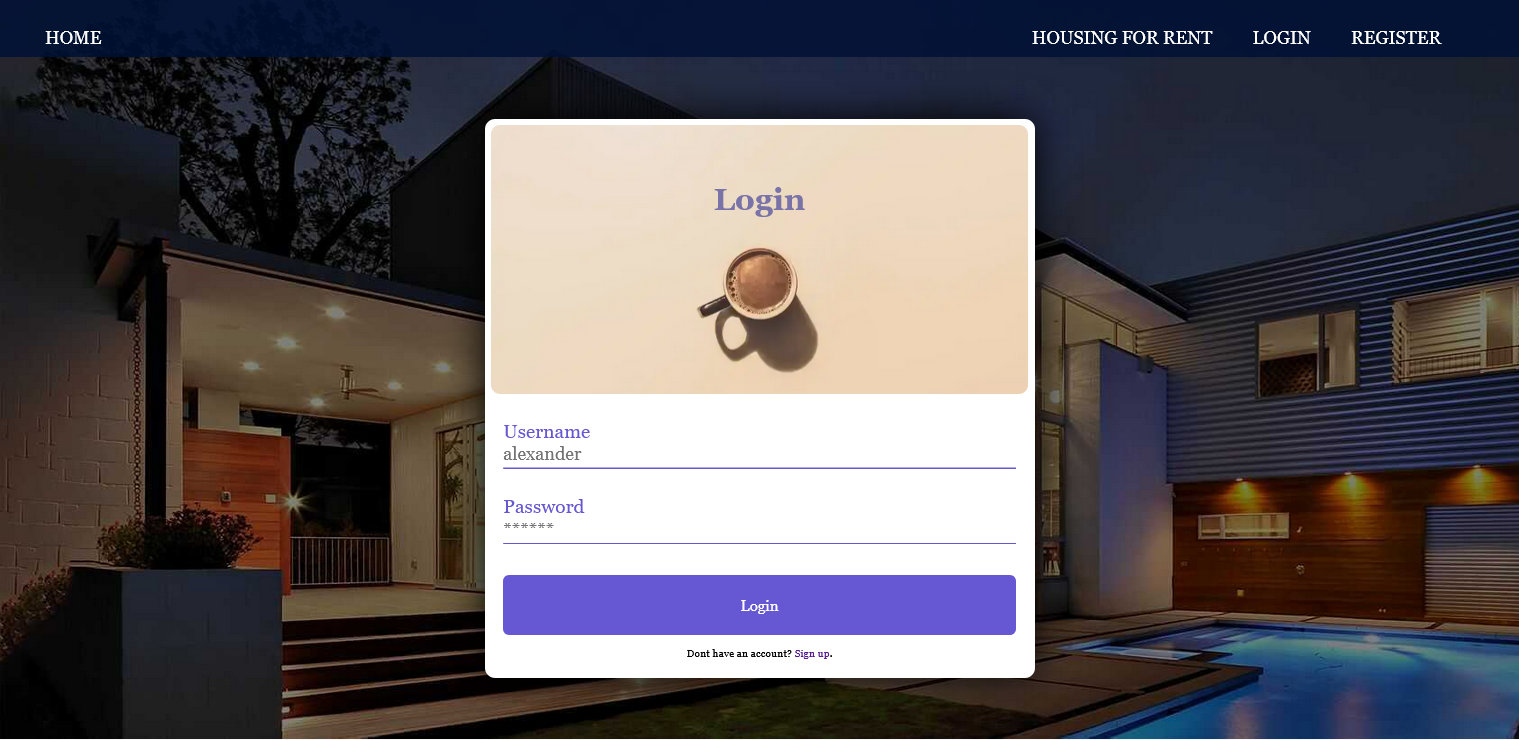 HOME HOUSING FOR RENT LOGIN REGISTER
Login
Username
alexander
Password
******
Login
Dont have an account? Sign up.